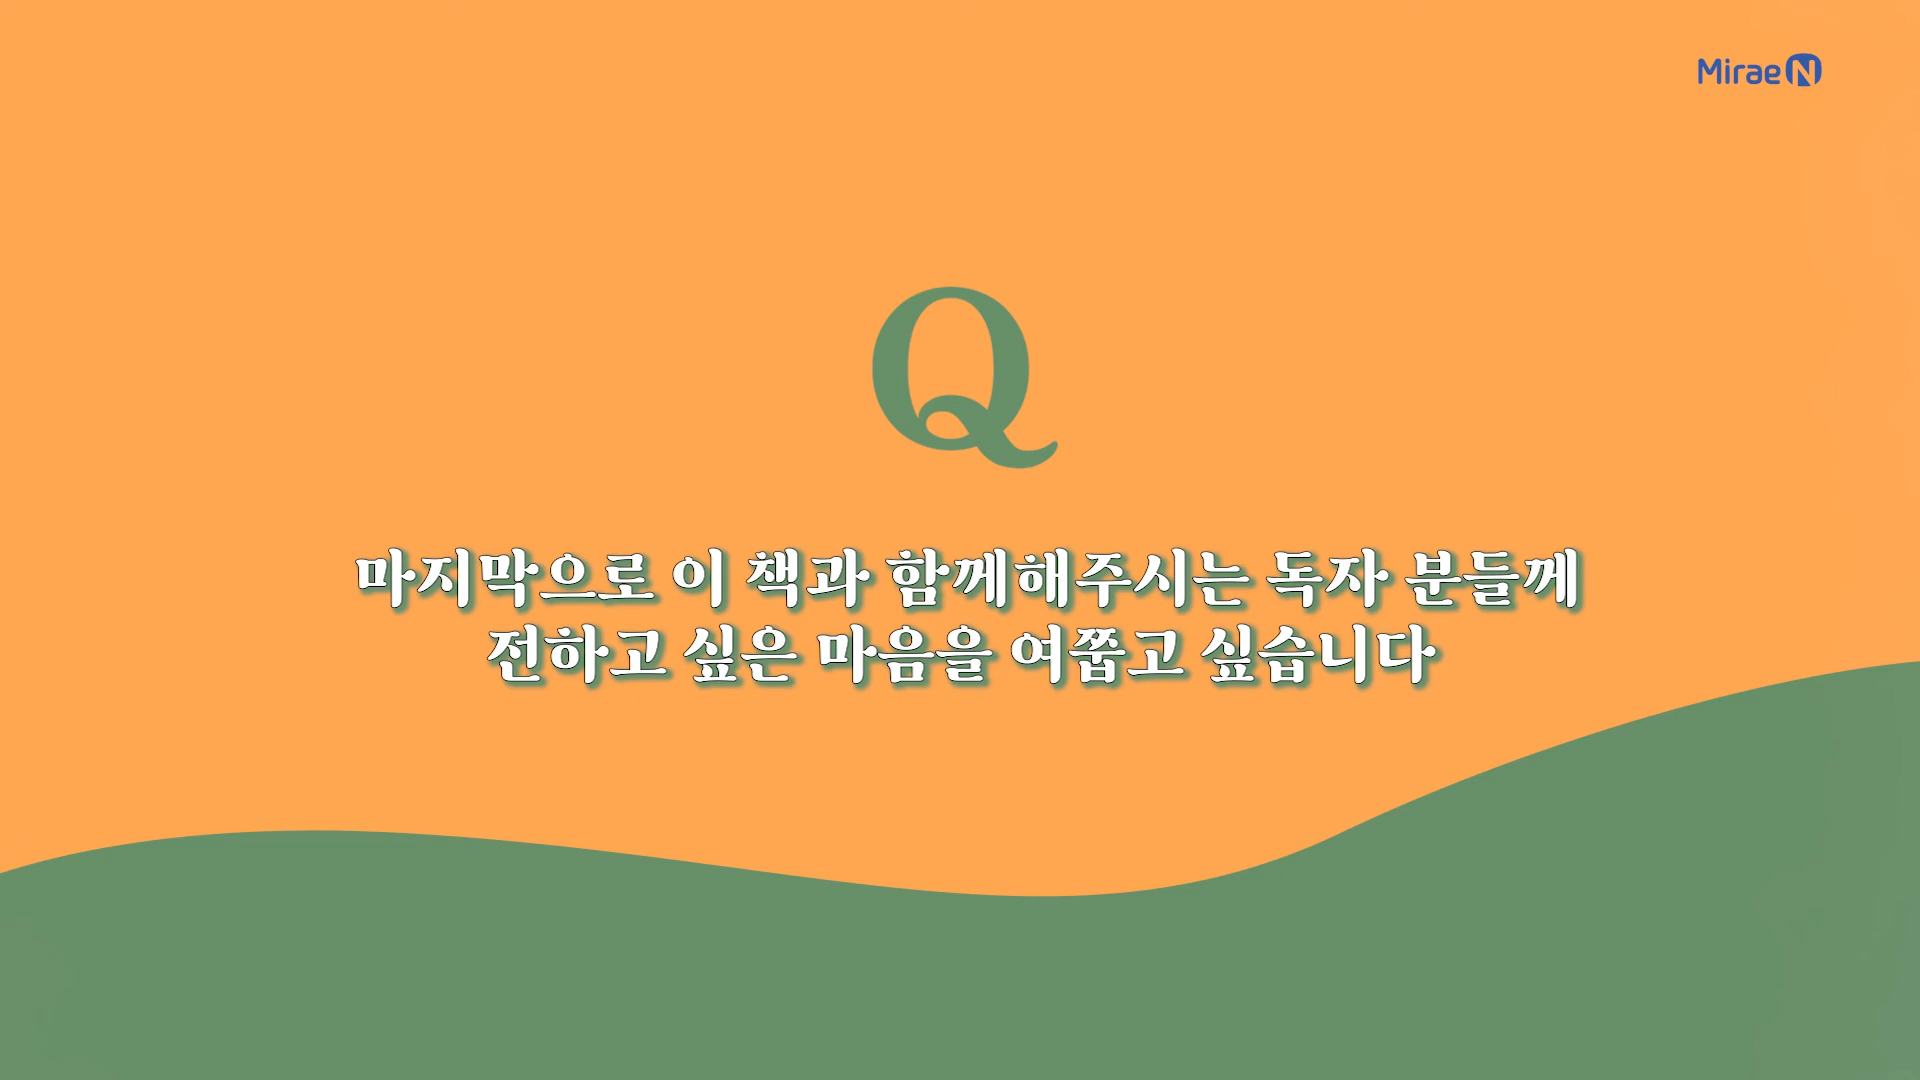 Mirae N
Q
마지막으로 이 책과 함께해주시는 독자 분들께
전하고 싶은 마음을 여쭙고 싶습니다